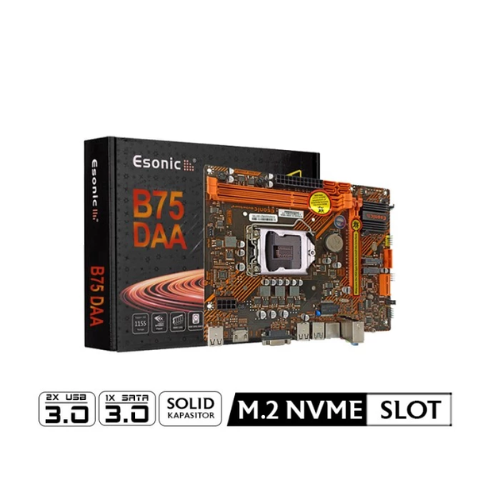 Esonic
B75
DAA
Esonic
B75 DAA
1155
2X USB
3.0
1X SATA
3.0
SOLID
KAPASITOR
M.2 NVME SLOT